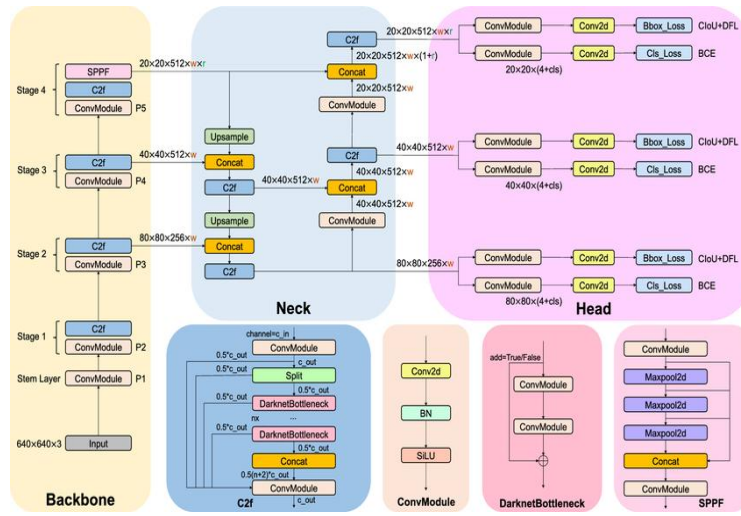 SPPF
20×20×512×w×r
Stage 4
C2f
ConvModule
P5
Stage 3
C2f
40×40×512×w
ConvModule
P4
Stage 2
C2f
80×80×256×w
ConvModule
P3
Stage 1
C2f
ConvModule
P2
Stem Layer
ConvModule
P1
640×640×3
Input
Backbone
Upsample
Concat
C2f
40×40×512×w
Upsample
Concat
C2f
C2f
20×20×512×w×r
20×20×512×w×(1+r)
Concat
20×20×512×w
ConvModule
C2f
40×40×512×w
40×40×512×w
Concat
40×40×512×w
ConvModule
80×80×256×w
Neck
ConvModule
Conv2d
Bbox_Loss
CIoU+DFL
ConvModule
Conv2d
Cls_Loss
BCE
20×20×(4+cls)
ConvModule
Conv2d
Bbox_Loss
CIoU+DFL
ConvModule
Conv2d
Cls_Loss
BCE
40×40×(4+cls)
ConvModule
Conv2d
Bbox_Loss
CIoU+DFL
ConvModule
Conv2d
Cls_Loss
BCE
80×80×(4+cls)
Head
channel=c_in
ConvModule
0.5*c_out
c_out
Split
0.5*c_out
0.5*c_out
DarknetBottleneck
nx
...
0.5*c_out
DarknetBottleneck
0.5*c_out
Concat
0.5(n+2)*c_out
ConvModule
c_out
C2f
Conv2d
BN
SiLU
ConvModule
add=True/False
ConvModule
ConvModule
DarknetBottleneck
ConvModule
Maxpool2d
Maxpool2d
Maxpool2d
Concat
ConvModule
SPPF